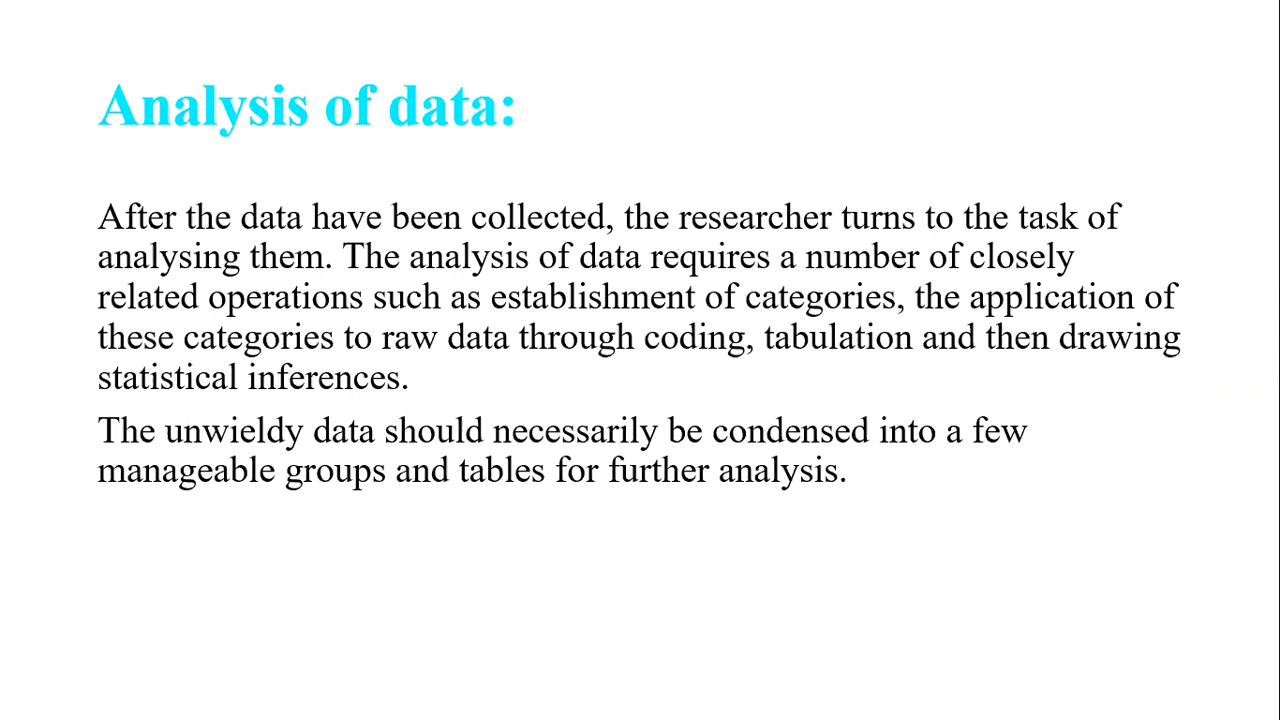 Analysis of data:
After the data have been collected, the researcher turns to the task of
analysing them. The analysis of data requires a number of closely
related operations such as establishment of categories, the application of
these categories to raw data through coding, tabulation and then drawing
statistical inferences.
The unwieldy data should necessarily be condensed into a few
manageable groups and tables for further analysis.